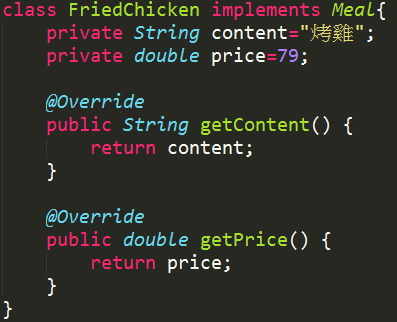 class FriedChicken implements Meal{
    private String content="烤雞";
    private double price=79;

    @Override
    public String getContent() {
        return content;
    }

    @Override
    public double getPrice() {
        return price;
    }
}